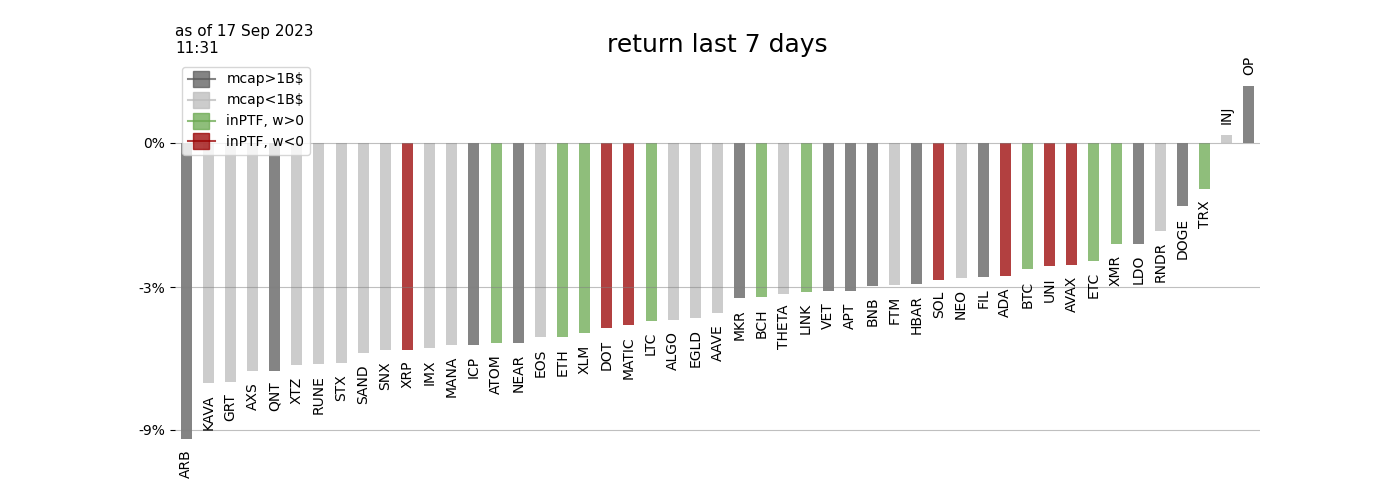 as of 17 Sep 2023
11:31
return last 7 days
mcap>1B$
mcap<1B$
inPTF, w>0
inPTF, w<0
0%
-3%
-9%
ARB
KAVA
GRT
AXS
QNT
XTZ
RUNE
STX
SAND
SNX
XRP
IMX
MANA
ICP
ATOM
NEAR
EOS
ETH
XLM
DOT
MATIC
LTC
ALGO
EGLD
AAVE
MKR
BCH
THETA
LINK
VET
APT
BNB
FTM
HBAR
SOL
NEO
FIL
ADA
BTC
UNI
AVAX
ETC
XMR
LDO
RNDR
DOGE
TRX
INJ
OP